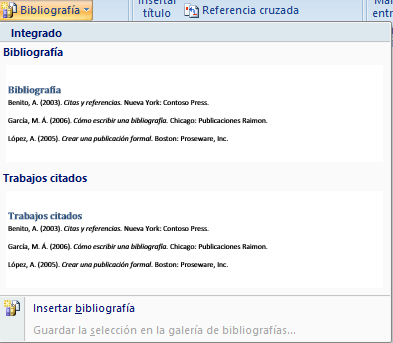 Bibliografía
Insertar
título
Referencia cruzada
entr
Integrado
Bibliografía
Bibliografía
Benito, A. (2003). Citas y referencias. Nueva York: Contoso Press.
García, M. Á. (2006). Cómo escribir una bibliografía. Chicago: Publicaciones Raimon.
López, A. (2005). Crear una publicación formal. Boston: Proseware, Inc.
Trabajos citados
Trabajos citados
Benito, A. (2003). Citas y referencias. Nueva York: Contoso Press.
García, M. Á. (2006). Cómo escribir una bibliografía. Chicago: Publicaciones Raimon.
López, A. (2005). Crear una publicación formal. Boston: Proseware, Inc.
Insertar bibliografía
Guardar la selección en la galería de bibliografías...